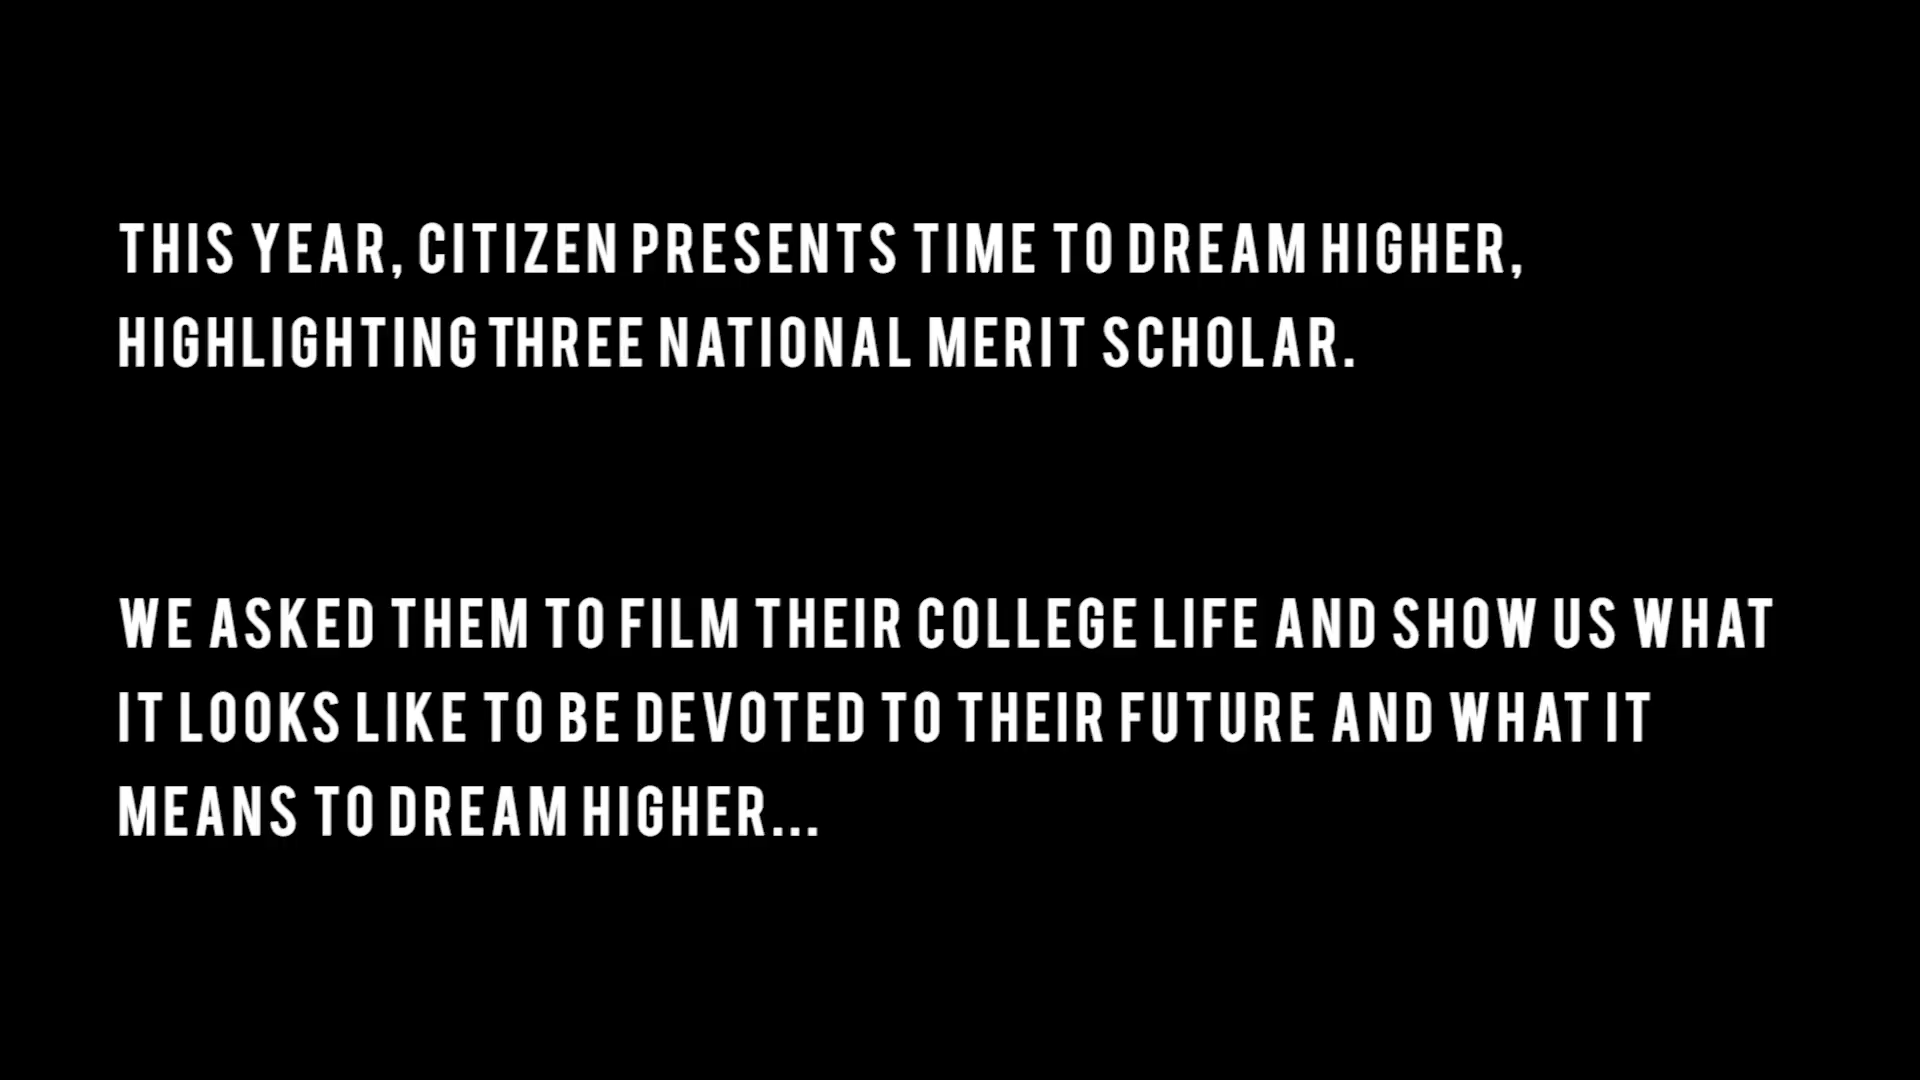 THIS YEAR, CITIZEN PRESENTS TIME TO DREAM HIGHER,
HIGHLIGHTING THREE NATIONAL MERIT SCHOLAR.
WE ASKED THEM TO FILM THEIR COLLEGE LIFE AND SHOW US WHAT
IT LOOKS LIKE TO BE DEVOTED TO THEIR FUTURE AND WHAT IT
MEANS TO DREAM HIGHER...